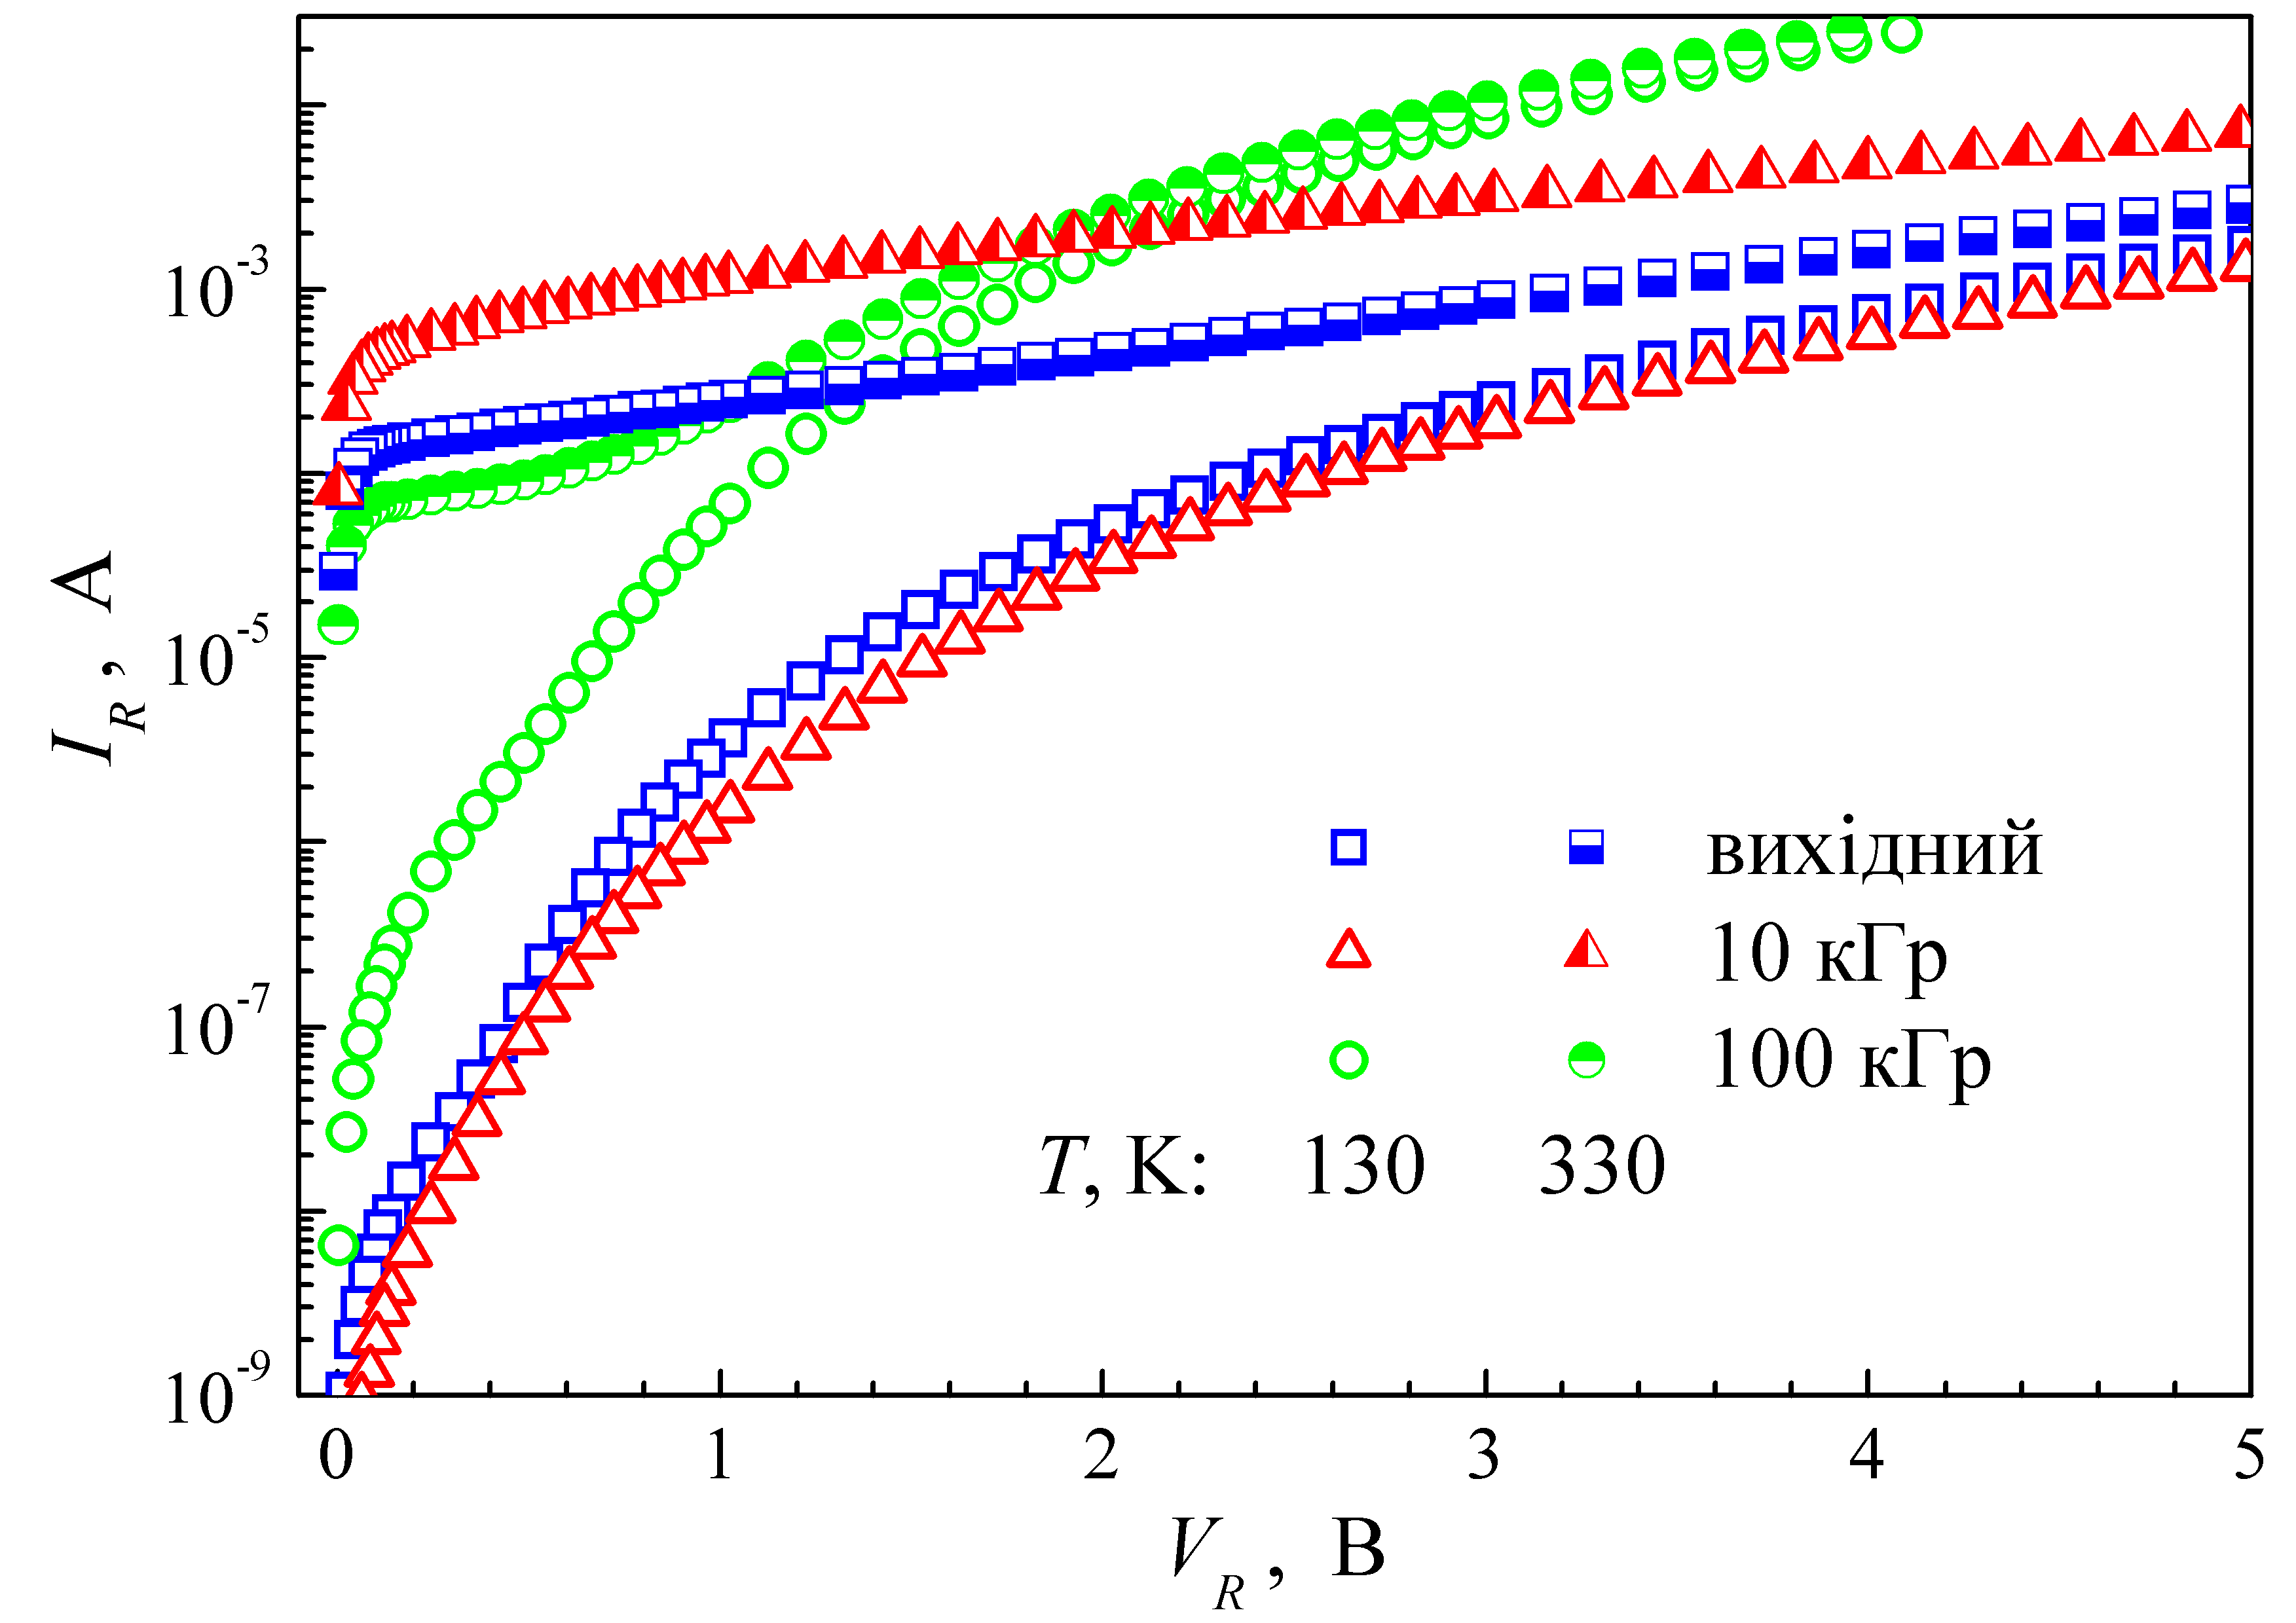 10⁻³
10⁻⁵
10⁻⁷
10⁻⁹
I_R, А
вихідний
10 кГр
100 кГр
T, К: 130 330
0 1 2 3 4 5
V_R, В